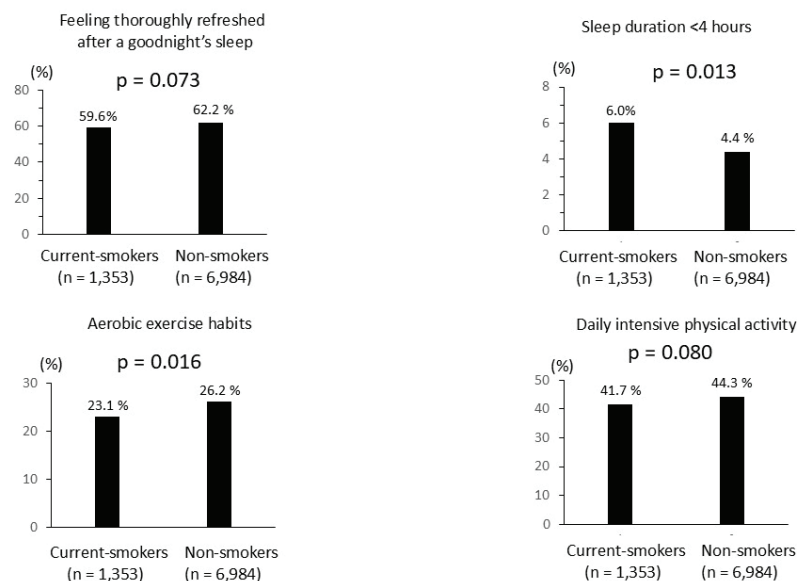 Feeling thoroughly refreshed
after a goodnight's sleep
(%)
p = 0.073
80
60
40
20
0
59.6%
62.2 %
Current-smokers
(n = 1,353)
Non-smokers
(n = 6,984)
Sleep duration <4 hours
(%)
p = 0.013
8
6
4
2
0
6.0%
4.4 %
Current-smokers
(n = 1,353)
Non-smokers
(n = 6,984)
Aerobic exercise habits
(%)
p = 0.016
30
20
10
0
23.1 %
26.2 %
Current-smokers
(n = 1,353)
Non-smokers
(n = 6,984)
Daily intensive physical activity
(%)
p = 0.080
50
40
30
20
10
0
41.7 %
44.3 %
Current-smokers
(n = 1,353)
Non-smokers
(n = 6,984)